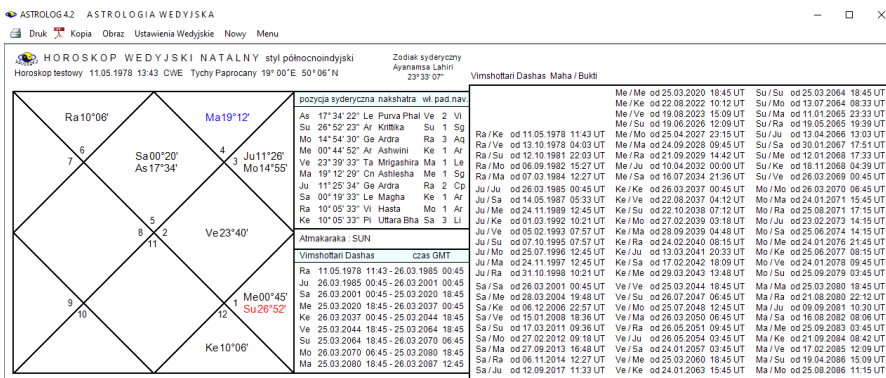 ASTROLOG 4.2 ASTROLOGIA WEDYJSKA
Druk Kopia Obraz Ustawienia Wedyjskie Nowy Menu
HOROSKOP WEDYJSKI NATALNY styl północnoindyjski
Horoskop testowy 11.05.1978 13:43 CWE Tychy Paprocany 19° 00´E 50° 06´N
Zodiak syderyczny
Ayanamsa Lahiri
23° 33' 07"
Ra10°06'
Ma19°12'
6
7
Sa00°20'
As17°34'
4
3
Ju11°26'
Mo14°55'
5
8
2
11
Ve23°40'
9
10
1
12
Me00°45'
Su26°52'
Ke10°06'
pozycja syderyczna nakshatra wł. pad. nav.
As 17° 34' 22" Le Purva Phal Ve 2 Vi
Su 26° 52' 23" Ar Krittika Su 1 Sg
Mo 14° 54' 30" Ge Ardra Ra 3 Aq
Me 00° 44' 52" Ar Ashwini Ke 1 Ar
Ve 23° 39' 33" Ta Mrigashira Ma 1 Le
Ma 19° 12' 29" Cn Ashlesha Me 1 Sg
Ju 11° 25' 34" Ge Ardra Ra 2 Cp
Sa 00° 19' 33" Le Magha Ke 1 Ar
Ra 10° 05' 33" Vi Hasta Mo 1 Ar
Ke 10° 05' 33" Pi Uttara Bha Sa 3 Li
Atmakaraka : SUN
Vimshottari Dashas czas GMT
Ra 11.05.1978 11:43 - 26.03.1985 00:45
Ju 26.03.1985 00:45 - 26.03.2001 00:45
Sa 26.03.2001 00:45 - 25.03.2020 18:45
Me 25.03.2020 18:45 - 26.03.2037 00:45
Ke 26.03.2037 00:45 - 25.03.2044 18:45
Ve 25.03.2044 18:45 - 25.03.2064 18:45
Su 25.03.2064 18:45 - 26.03.2070 06:45
Mo 26.03.2070 06:45 - 25.03.2080 18:45
Ma 25.03.2080 18:45 - 26.03.2087 12:45
Vimshottari Dashas Maha / Bukti
Ra / Ke od 11.05.1978 11:43 UT
Ra / Ve od 13.10.1978 04:03 UT
Ra / Su od 12.10.1981 22:03 UT
Ra / Mo od 06.09.1982 15:27 UT
Ra / Ma od 07.03.1984 12:27 UT
Ju / Ju od 26.03.1985 00:45 UT
Ju / Sa od 14.05.1987 05:33 UT
Ju / Me od 24.11.1989 12:45 UT
Ju / Ke od 01.03.1992 10:21 UT
Ju / Ve od 05.02.1993 07:57 UT
Ju / Su od 07.10.1995 07:57 UT
Ju / Mo od 25.07.1996 12:45 UT
Ju / Ma od 24.11.1997 12:45 UT
Ju / Ra od 31.10.1998 10:21 UT
Sa / Sa od 26.03.2001 00:45 UT
Sa / Me od 28.03.2004 19:48 UT
Sa / Ke od 06.12.2006 22:57 UT
Sa / Ve od 15.01.2008 18:36 UT
Sa / Su od 17.03.2011 09:36 UT
Sa / Mo od 27.02.2012 09:18 UT
Sa / Ma od 27.09.2013 16:48 UT
Sa / Ra od 06.11.2014 12:27 UT
Sa / Ju od 12.09.2017 11:33 UT
Me / Me od 25.03.2020 18:45 UT
Me / Ke od 22.08.2022 10:12 UT
Me / Ve od 19.08.2023 15:09 UT
Me / Su od 19.06.2026 12:09 UT
Me / Mo od 25.04.2027 23:15 UT
Me / Ma od 24.09.2028 09:45 UT
Me / Ra od 21.09.2029 14:42 UT
Me / Ju od 10.04.2032 00:00 UT
Me / Sa od 16.07.2034 21:36 UT
Ke / Ke od 26.03.2037 00:45 UT
Ke / Ve od 22.08.2037 04:12 UT
Ke / Su od 22.10.2038 07:12 UT
Ke / Mo od 27.02.2039 03:18 UT
Ke / Ma od 28.09.2039 04:48 UT
Ke / Ra od 24.02.2040 08:15 UT
Ke / Ju od 13.03.2041 20:33 UT
Ke / Sa od 17.02.2042 18:09 UT
Ke / Me od 29.03.2043 13:48 UT
Ve / Ve od 25.03.2044 18:45 UT
Ve / Su od 26.07.2047 06:45 UT
Ve / Mo od 25.07.2048 12:45 UT
Ve / Ma od 26.03.2050 06:45 UT
Ve / Ra od 26.05.2051 09:45 UT
Ve / Ju od 26.05.2054 03:45 UT
Ve / Sa od 24.01.2057 03:45 UT
Ve / Me od 25.03.2060 18:45 UT
Ve / Ke od 24.01.2063 15:45 UT
Su / Su od 25.03.2064 18:45 UT
Su / Mo od 13.07.2064 08:33 UT
Su / Ma od 11.01.2065 23:33 UT
Su / Ra od 19.05.2065 19:39 UT
Su / Ju od 13.04.2066 13:03 UT
Su / Sa od 30.01.2067 17:51 UT
Su / Me od 12.01.2068 17:33 UT
Su / Ke od 18.11.2068 04:39 UT
Su / Ve od 26.03.2069 00:45 UT
Mo / Mo od 26.03.2070 06:45 UT
Mo / Ma od 24.01.2071 15:45 UT
Mo / Ra od 25.08.2071 17:15 UT
Mo / Ju od 23.02.2073 14:15 UT
Mo / Sa od 25.06.2074 14:15 UT
Mo / Me od 24.01.2076 21:45 UT
Mo / Ke od 25.06.2077 08:15 UT
Mo / Ve od 24.01.2078 09:45 UT
Mo / Su od 25.09.2079 03:45 UT
Ma / Ma od 25.03.2080 18:45 UT
Ma / Ra od 21.08.2080 22:12 UT
Ma / Ju od 09.09.2081 10:30 UT
Ma / Sa od 16.08.2082 08:06 UT
Ma / Me od 25.09.2083 03:45 UT
Ma / Ke od 21.09.2084 08:42 UT
Ma / Ve od 17.02.2085 12:09 UT
Ma / Su od 19.04.2086 15:09 UT
Ma / Mo od 25.08.2086 11:15 UT